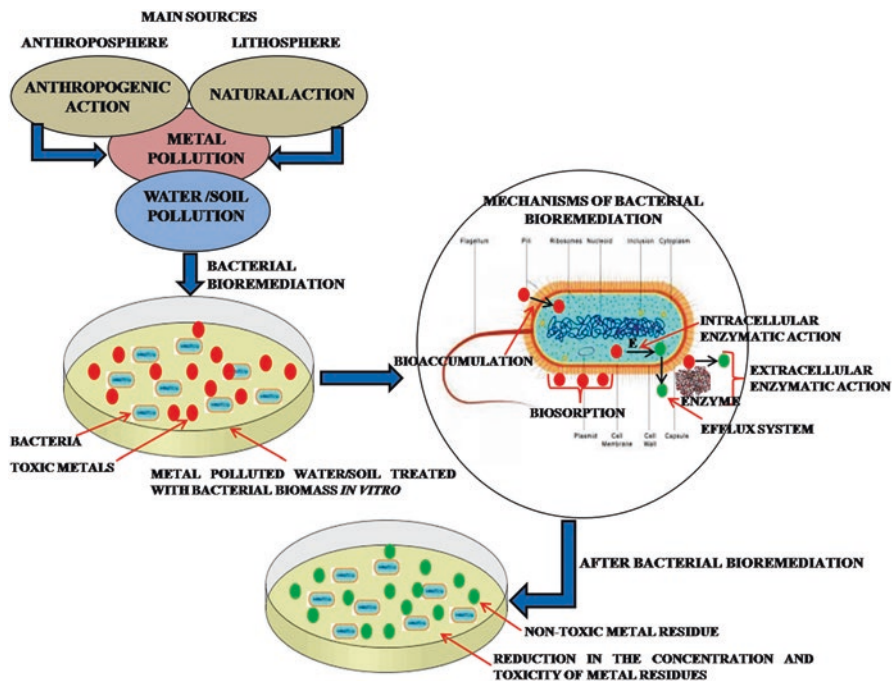 MAIN SOURCES
ANTHROPOSPHERE
LITHOSPHERE
ANTHROPOGENIC
ACTION
NATURAL ACTION
METAL
POLLUTION
WATER /SOIL
POLLUTION
BACTERIAL
BIOREMEDIATION
BACTERIA
TOXIC METALS
METAL POLLUTED WATER/SOIL TREATED
WITH BACTERIAL BIOMASS IN VITRO
MECHANISMS OF BACTERIAL
BIOREMEDIATION
Flagellum
Pili
Ribosomes
Nucleoid
Inclusion
Cytoplasm
INTRACELLULAR
ENZYMATIC ACTION
E
BIOACCUMULATION
EXTRACELLULAR
ENZYMATIC ACTION
ENZYME
BIOSORPTION
EFFLUX SYSTEM
Plasmid
Cell
Membrane
Cell
Wall
Capsule
AFTER BACTERIAL BIOREMEDIATION
NON-TOXIC METAL RESIDUE
REDUCTION IN THE CONCENTRATION AND
TOXICITY OF METAL RESIDUES